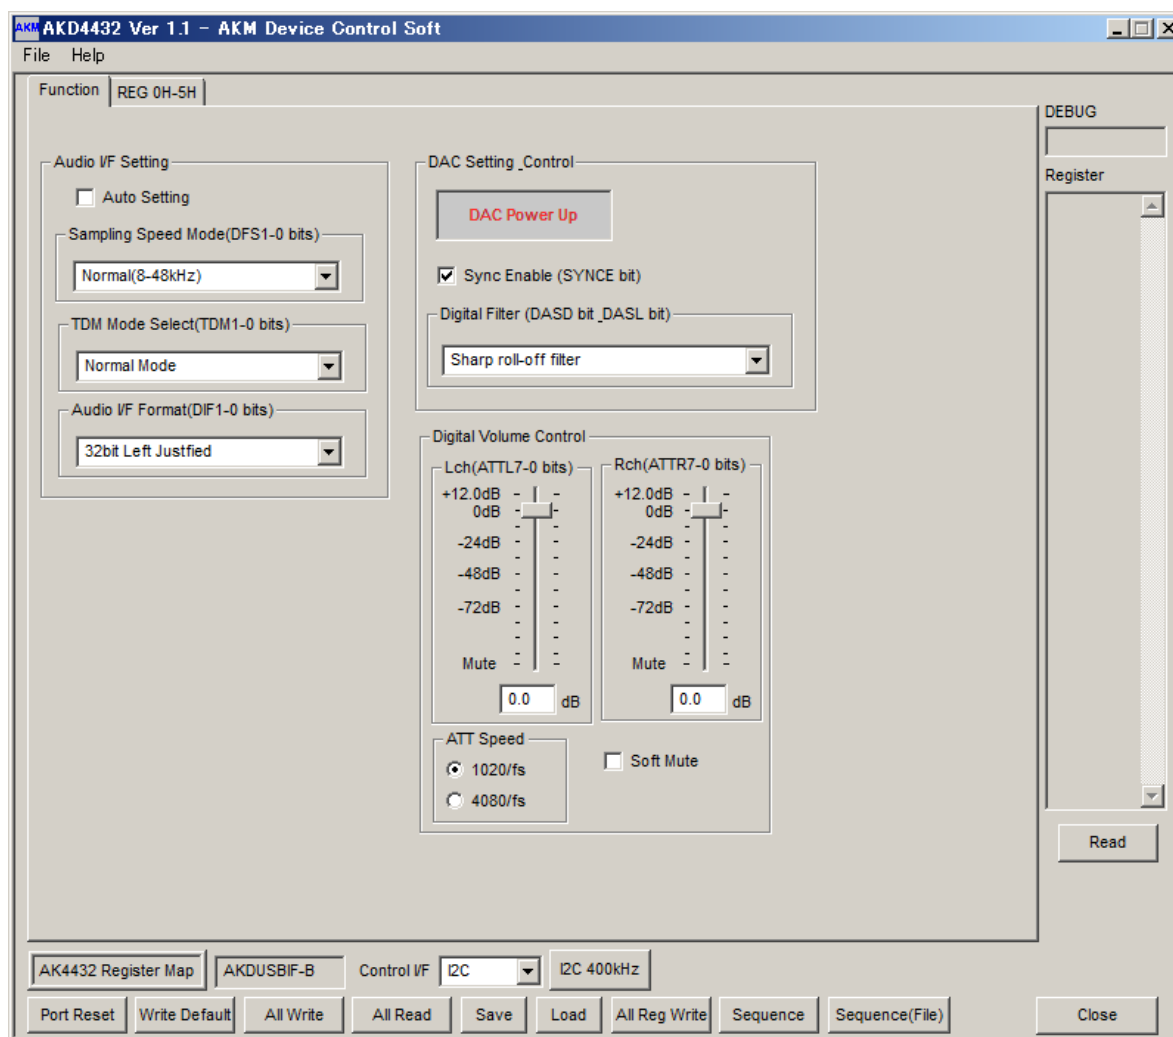 AKM AKD4432 Ver 1.1 - AKM Device Control Soft
File Help
Function REG 0H-5H
DEBUG
Register
Audio I/F Setting
Auto Setting
Sampling Speed Mode(DFS1-0 bits)
Normal(8-48kHz)
TDM Mode Select(TDM1-0 bits)
Normal Mode
Audio I/F Format(DIF1-0 bits)
32bit Left Justfied
DAC Setting_Control
DAC Power Up
Sync Enable (SYNCE bit)
Digital Filter (DASD bit_DASL bit)
Sharp roll-off filter
Digital Volume Control
Lch(ATTL7-0 bits)
+12.0dB
0dB
-24dB
-48dB
-72dB
Mute
0.0 dB
Rch(ATTR7-0 bits)
+12.0dB
0dB
-24dB
-48dB
-72dB
Mute
0.0 dB
ATT Speed
1020/fs
4080/fs
Soft Mute
Read
AK4432 Register Map AKDUSBIF-B Control I/F I2C I2C 400kHz
Port Reset Write Default All Write All Read Save Load All Reg Write Sequence Sequence(File) Close